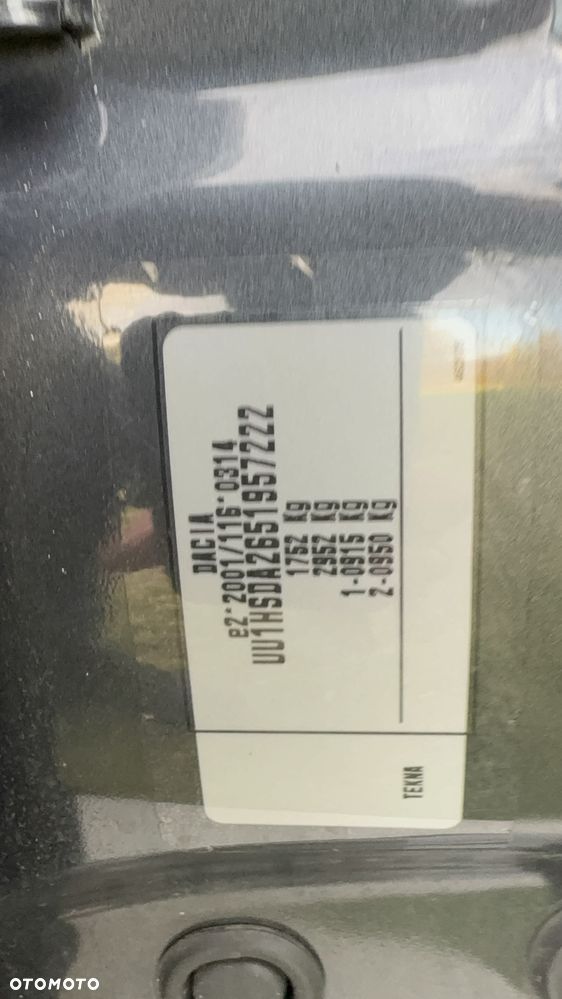 DACIA
e2*2001/116*0314
UU1HSDA2651957222
1752 Kg
2952 Kg
1-0915 Kg
2-0950 Kg
TEKNA
OTOMOTO